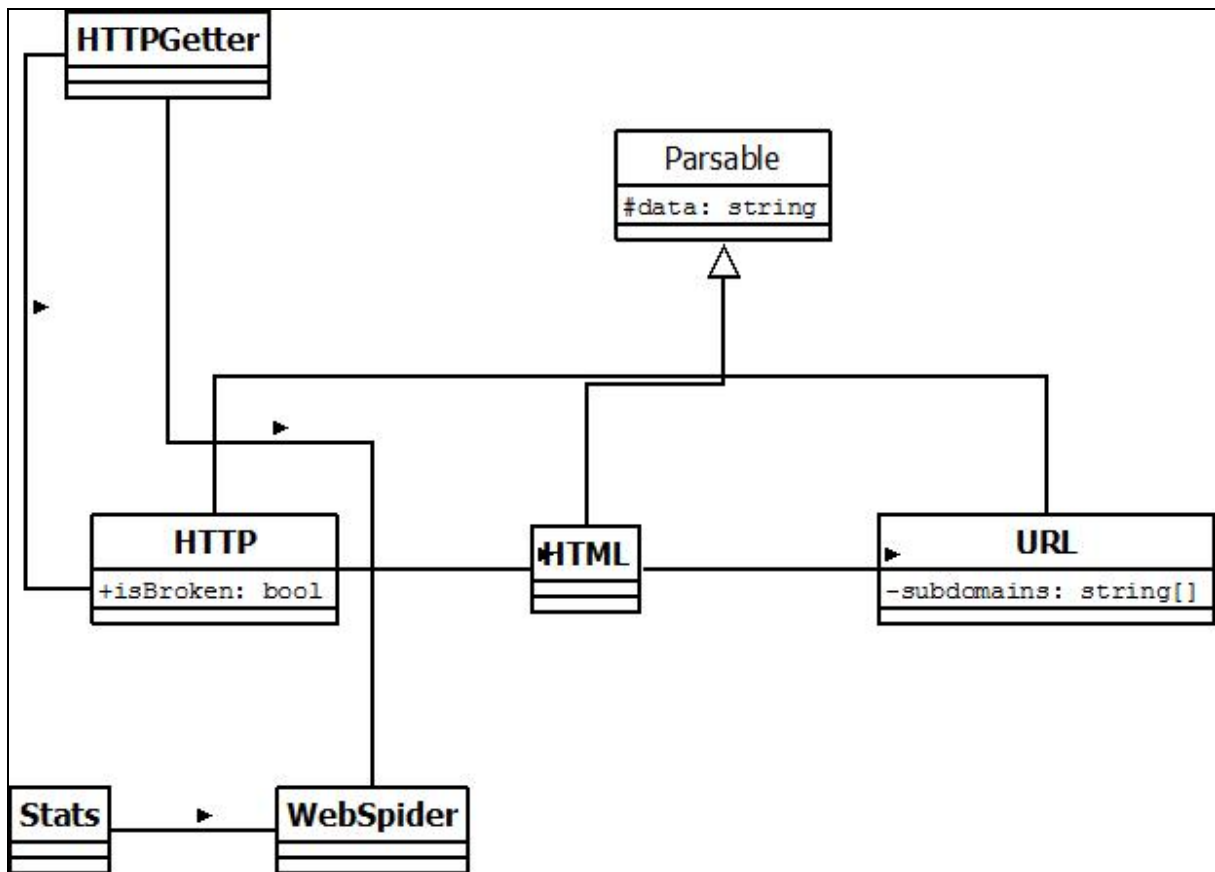 HTTPGetter
Parsable
#data: string
HTTP
+isBroken: bool
HTML
URL
-subdomains: string[]
Stats
WebSpider